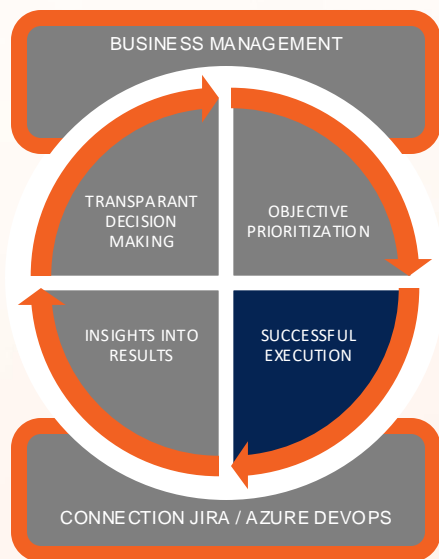 BUSINESS MANAGEMENT
TRANSPARANT
DECISION
MAKING
OBJECTIVE
PRIORITIZATION
INSIGHTS INTO
RESULTS
SUCCESSFUL
EXECUTION
CONNECTION JIRA / AZURE DEVOPS